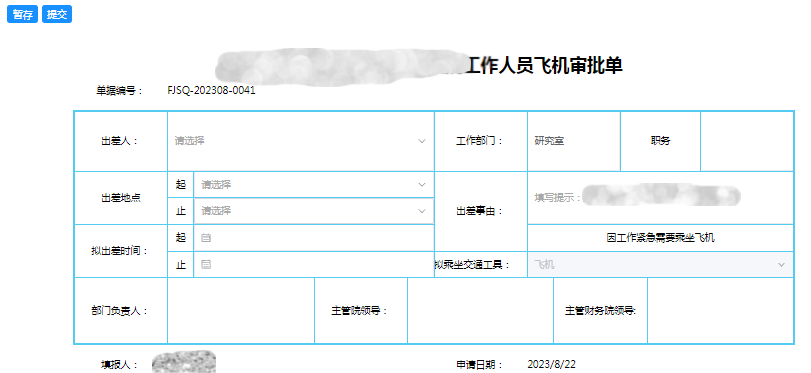 暂存 提交
工作人员飞机审批单
单据编号： FJSQ-202308-0041
出差人： 请选择 工作部门： 研究室 职务
出差地点 起 请选择 出差事由： 填写提示：
止 请选择
拟出差时间： 起 因工作紧急需要乘坐飞机
止 拟乘坐交通工具： 飞机
部门负责人： 主管院领导： 主管财务院领导:
填报人： 申请日期： 2023/8/22